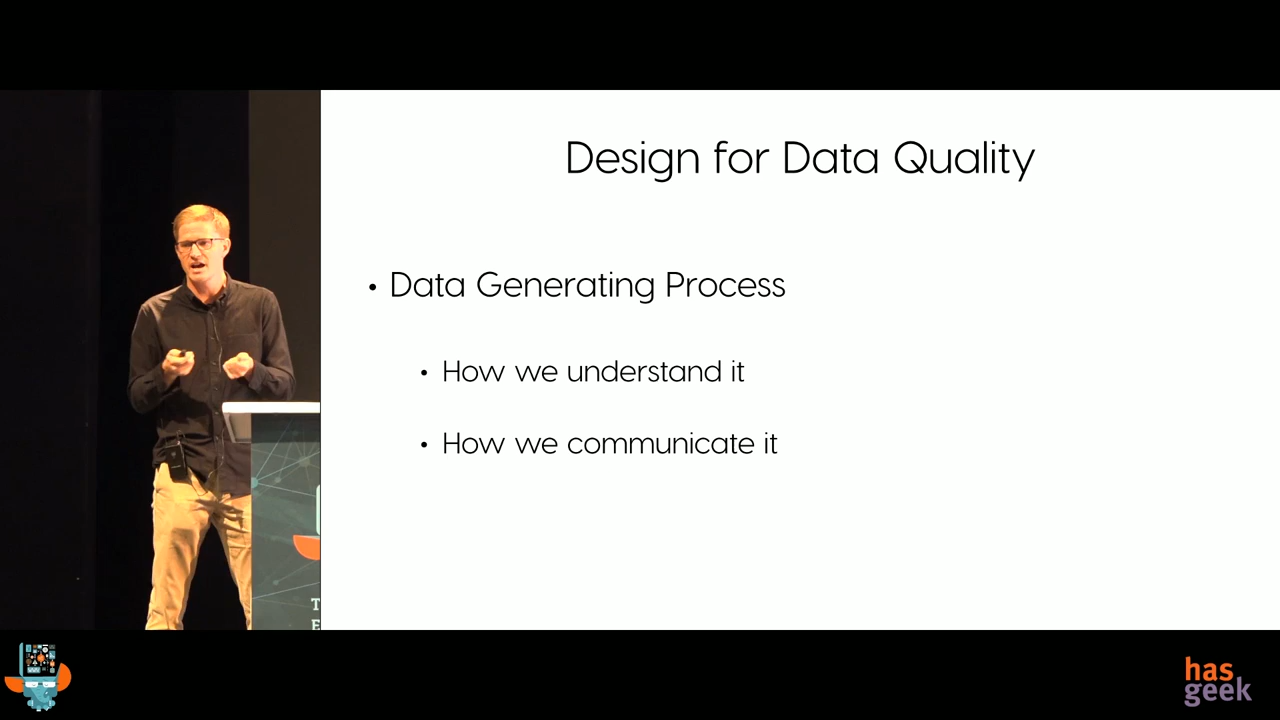 Design for Data Quality
• Data Generating Process
• How we understand it
• How we communicate it
T
E
has
geek